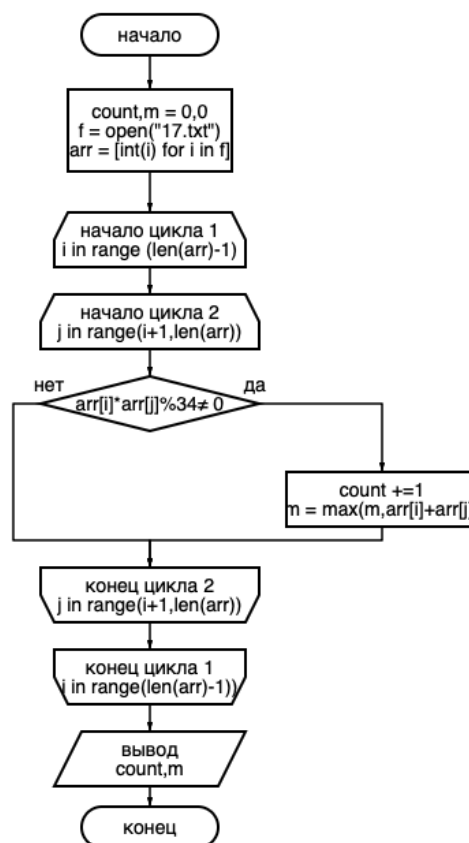 начало
count,m = 0,0
f = open("17.txt")
arr = [int(i) for i in f]
начало цикла 1
i in range (len(arr)-1)
начало цикла 2
j in range(i+1,len(arr))
нет
да
arr[i]*arr[j]%34≠ 0
count +=1
m = max(m,arr[i]+arr[j]
конец цикла 2
j in range(i+1,len(arr))
конец цикла 1
i in range(len(arr)-1))
вывод
count,m
конец